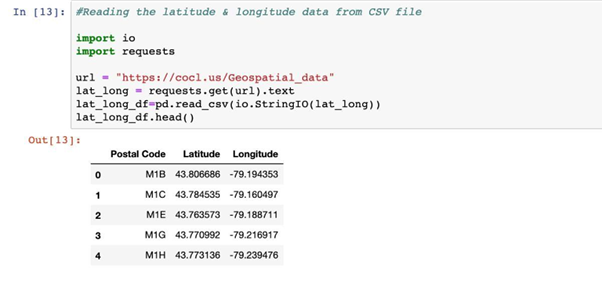 In [13]: #Reading the latitude & longitude data from CSV file
import io
import requests
url = "https://cocl.us/Geospatial_data"
lat_long = requests.get(url).text
lat_long_df=pd.read_csv(io.StringIO(lat_long))
lat_long_df.head()
Out[13]:
Postal Code Latitude Longitude
0 M1B 43.806686 -79.194353
1 M1C 43.784535 -79.160497
2 M1E 43.763573 -79.188711
3 M1G 43.770992 -79.216917
4 M1H 43.773136 -79.239476